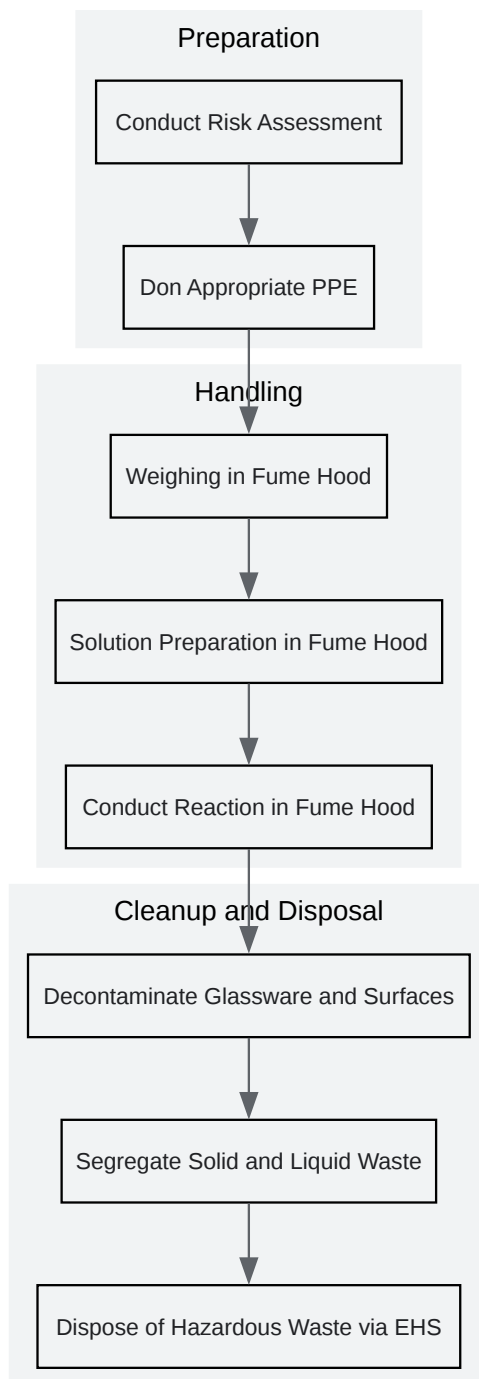 Preparation
Conduct Risk Assessment
Don Appropriate PPE
Handling
Weighing in Fume Hood
Solution Preparation in Fume Hood
Conduct Reaction in Fume Hood
Cleanup and Disposal
Decontaminate Glassware and Surfaces
Segregate Solid and Liquid Waste
Dispose of Hazardous Waste via EHS